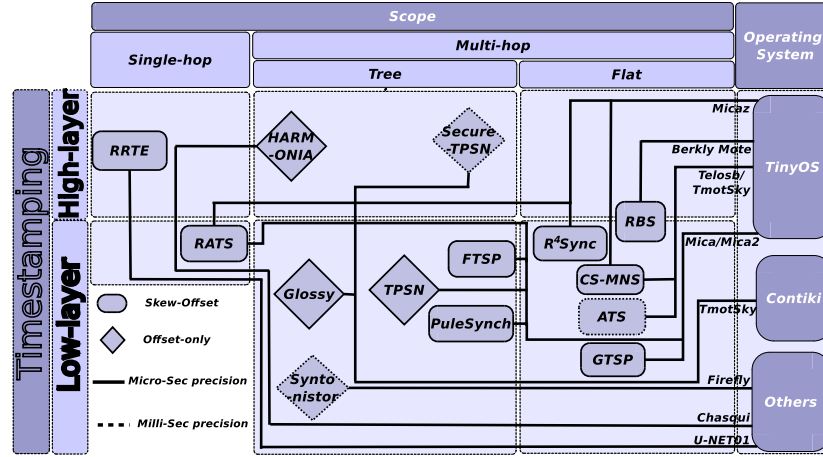 Scope
Operating
System
Single-hop
Multi-hop
Tree
Flat
Timestamping
HIgh-layer
Low-layer
RRTE
HARM
-ONIA
Secure
-TPSN
Micaz
Berkly Mote
Telosb/
TmotSky
TinyOS
RBS
RATS
R⁴Sync
Mica/Mica2
FTSP
CS-MNS
Glossy
TPSN
Contiki
TmotSky
PuleSynch
ATS
GTSP
Skew-Offset
Offset-only
Micro-Sec precision
Milli-Sec precision
Synto
-nistor
Firefly
Others
Chasqui
U-NET01